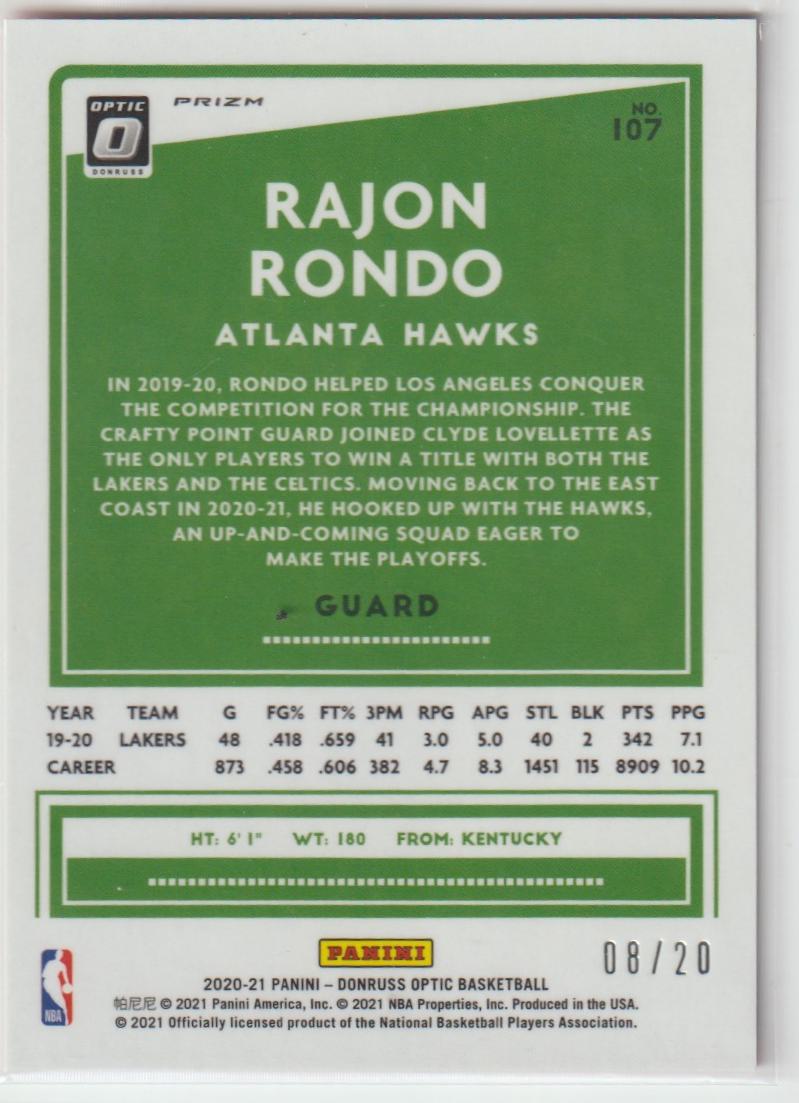 OPTIC
DONRUSS
PRIZM
NO.
107
RAJON
RONDO
ATLANTA HAWKS
IN 2019-20, RONDO HELPED LOS ANGELES CONQUER
THE COMPETITION FOR THE CHAMPIONSHIP. THE
CRAFTY POINT GUARD JOINED CLYDE LOVELLETTE AS
THE ONLY PLAYERS TO WIN A TITLE WITH BOTH THE
LAKERS AND THE CELTICS. MOVING BACK TO THE EAST
COAST IN 2020-21, HE HOOKED UP WITH THE HAWKS,
AN UP-AND-COMING SQUAD EAGER TO
MAKE THE PLAYOFFS.
GUARD
YEAR TEAM G FG% FT% 3PM RPG APG STL BLK PTS PPG
19-20 LAKERS 48 .418 .659 41 3.0 5.0 40 2 342 7.1
CAREER 873 .458 .606 382 4.7 8.3 1451 115 8909 10.2
HT: 6' 1" WT: 180 FROM: KENTUCKY
PANINI
08/20
NBA
2020-21 PANINI – DONRUSS OPTIC BASKETBALL
帕尼尼 © 2021 Panini America, Inc. © 2021 NBA Properties, Inc. Produced in the USA.
© 2021 Officially licensed product of the National Basketball Players Association.